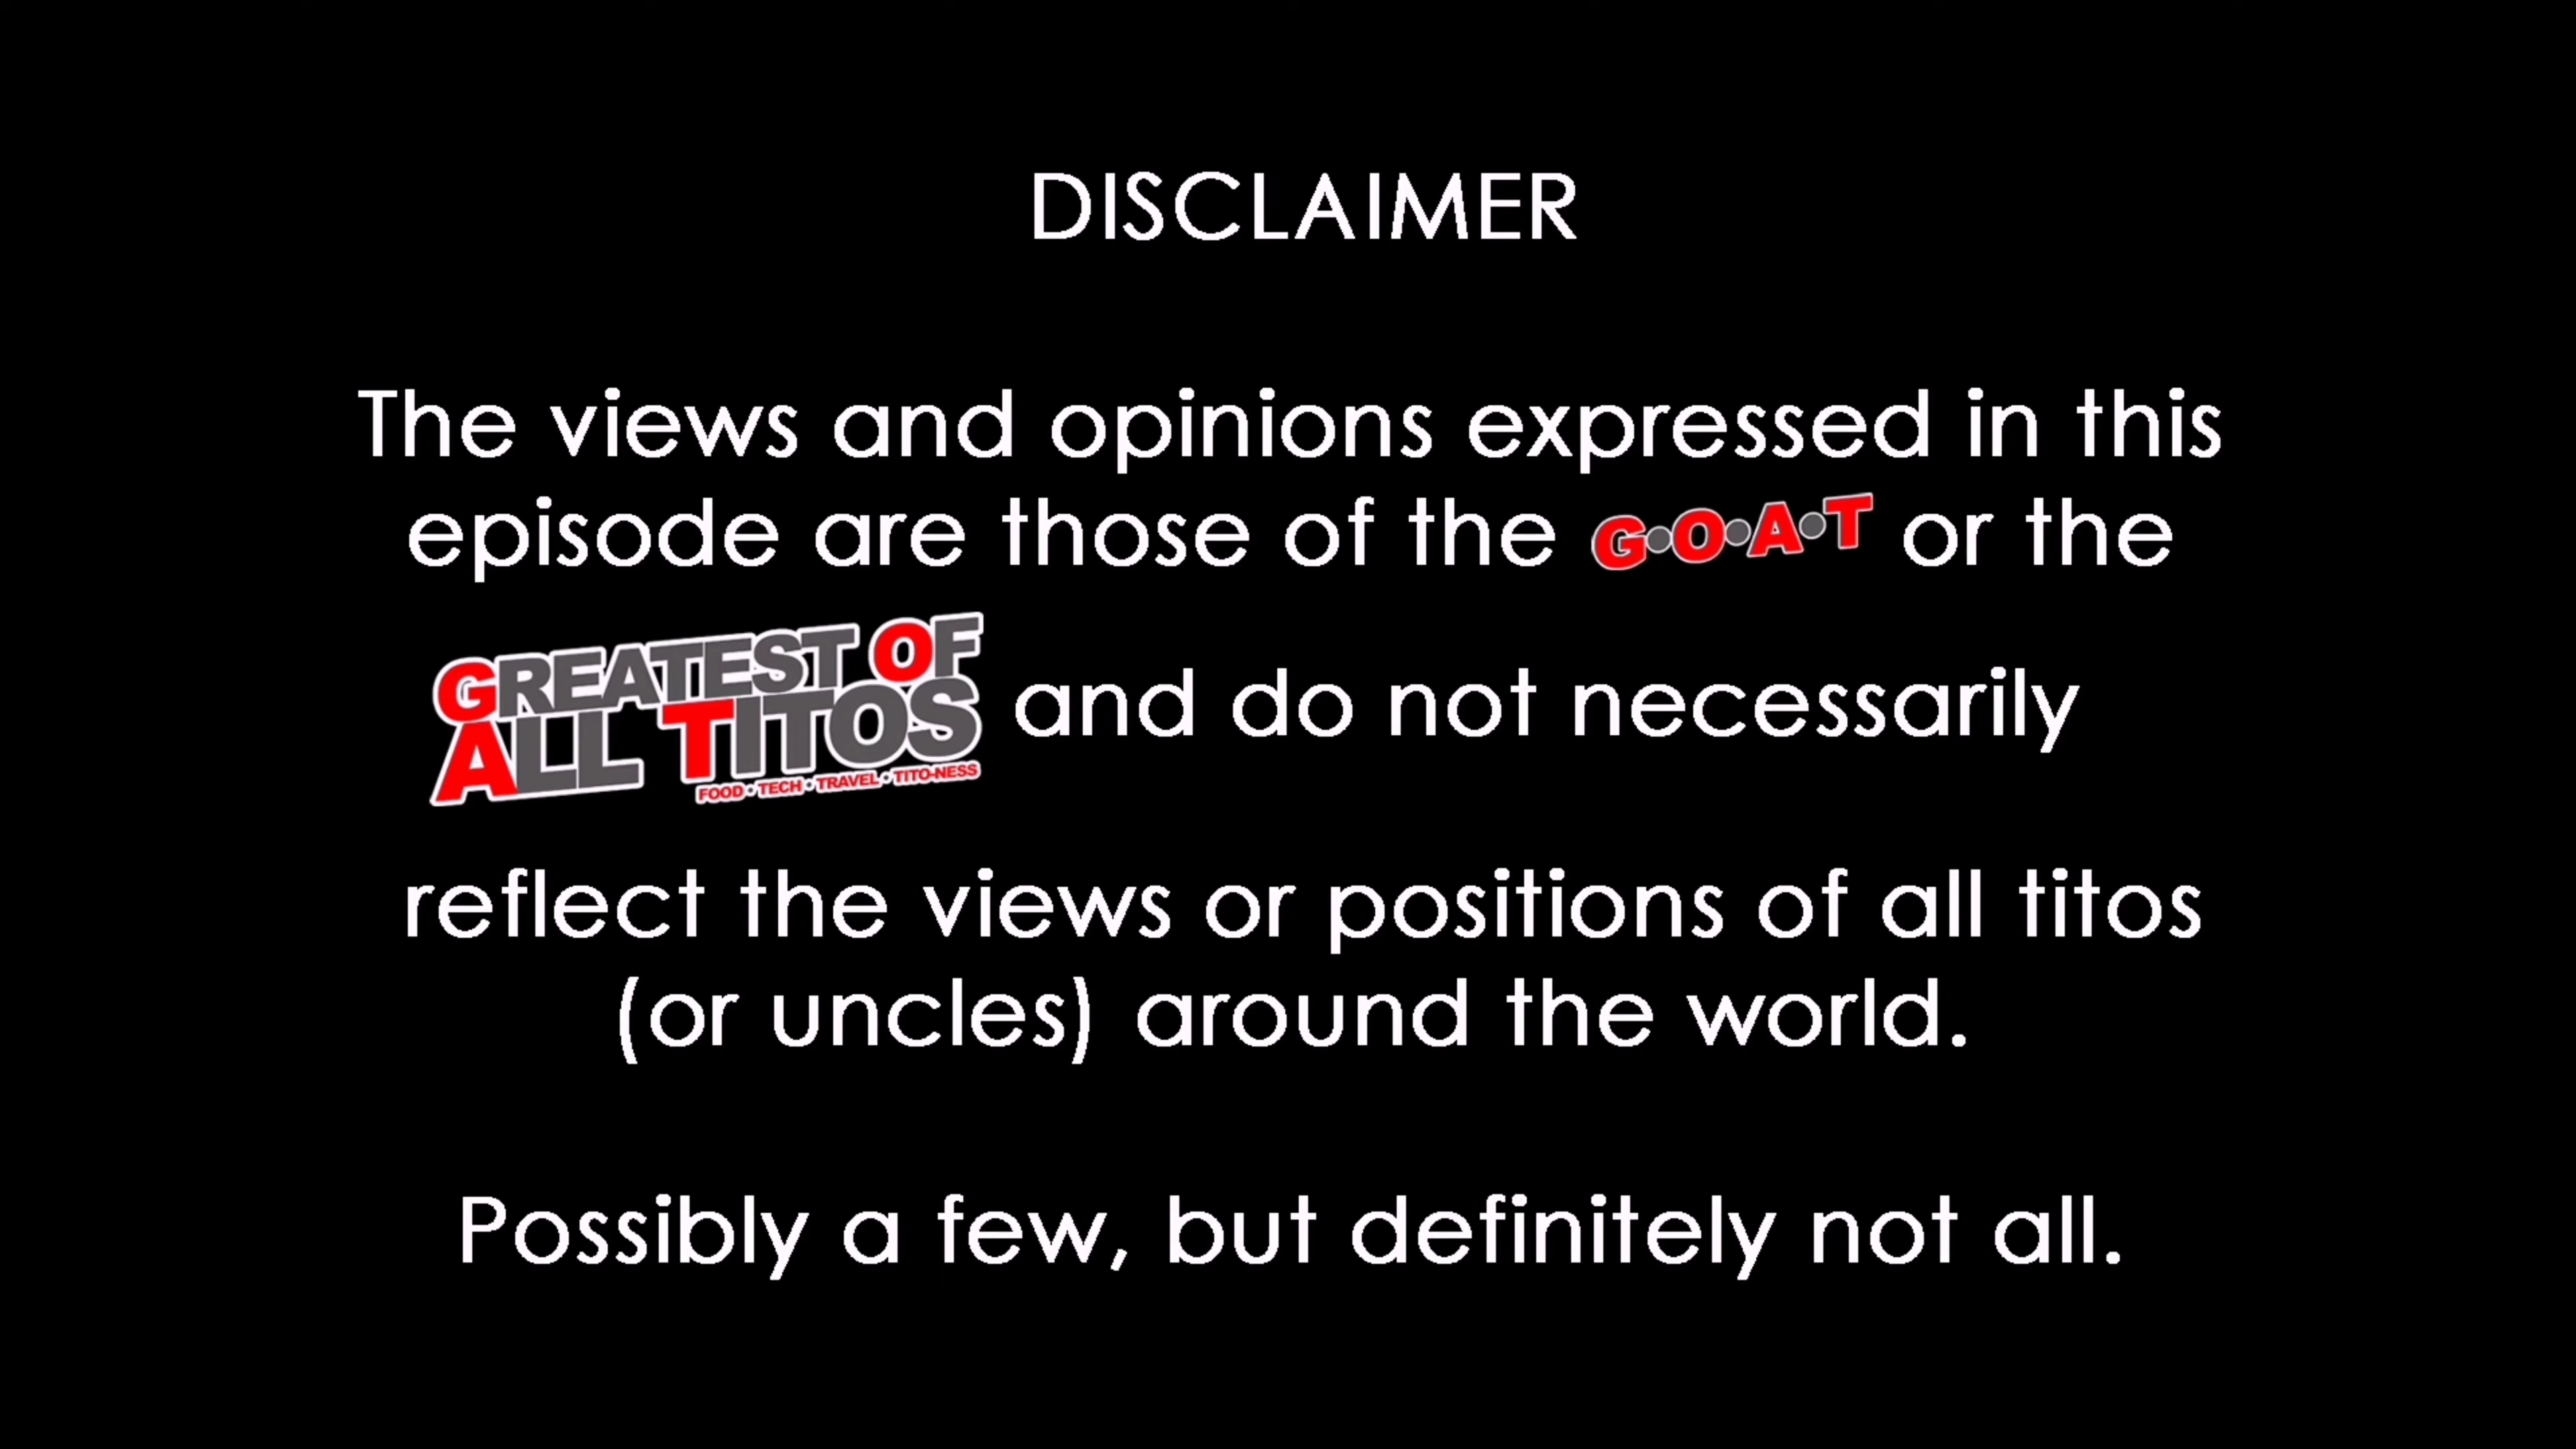 DISCLAIMER
The views and opinions expressed in this
episode are those of the G•O•A•T or the
GREATEST OF
ALL TITOS
FOOD • TECH • TRAVEL • TITO-NESS
and do not necessarily
reflect the views or positions of all titos
(or uncles) around the world.
Possibly a few, but definitely not all.